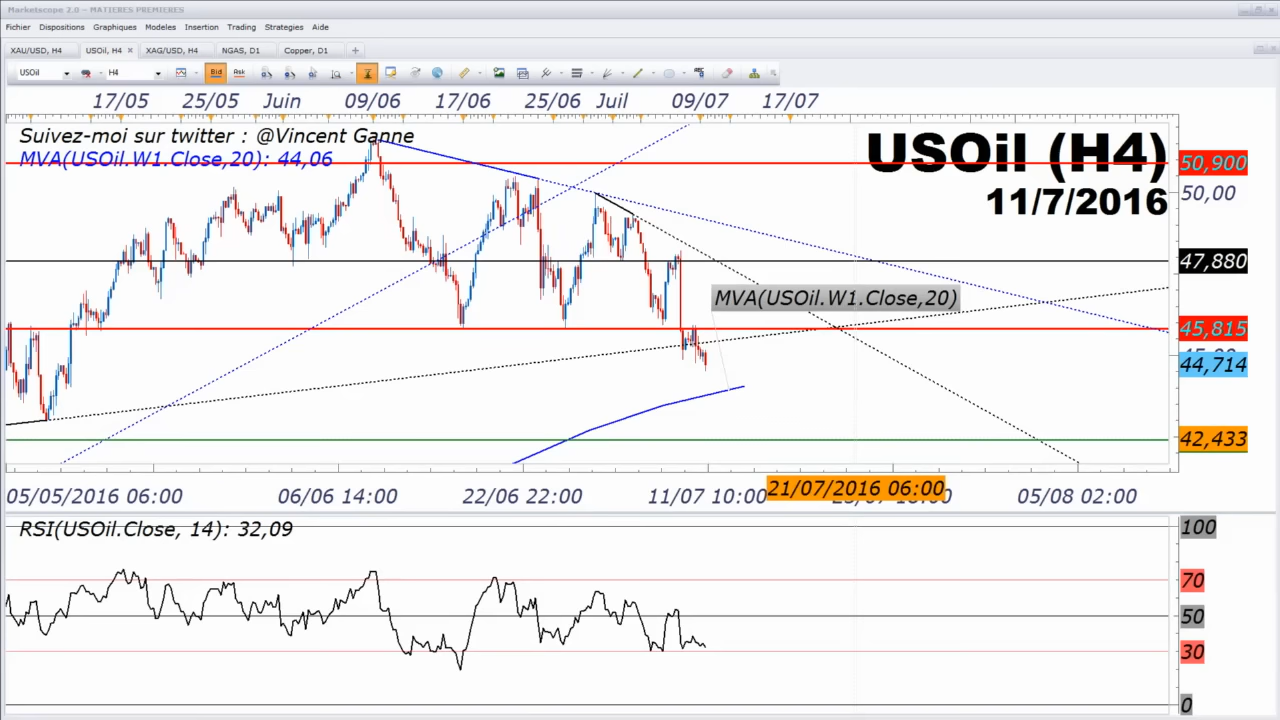 Marketscope 2.0 – MATIERES PREMIERES
Fichier Dispositions Graphiques Modeles Insertion Trading Strategies Aide
XAU/USD, H4 USOil, H4 XAG/USD, H4 NGAS, D1 Copper, D1
USOil H4 Bid Rsk ABC
17/05 25/05 Juin 09/06 17/06 25/06 Juil 09/07 17/07
Suivez-moi sur twitter : @Vincent Ganne
MVA(USOil.W1.Close,20): 44,06
USOil (H4)
11/7/2016
50,900
50,00
47,880
MVA(USOil.W1.Close,20)
45,815
44,714
42,433
05/05/2016 06:00 06/06 14:00 22/06 22:00 11/07 10:00 21/07/2016 06:00 05/08 02:00
RSI(USOil.Close, 14): 32,09
100
70
50
30
0